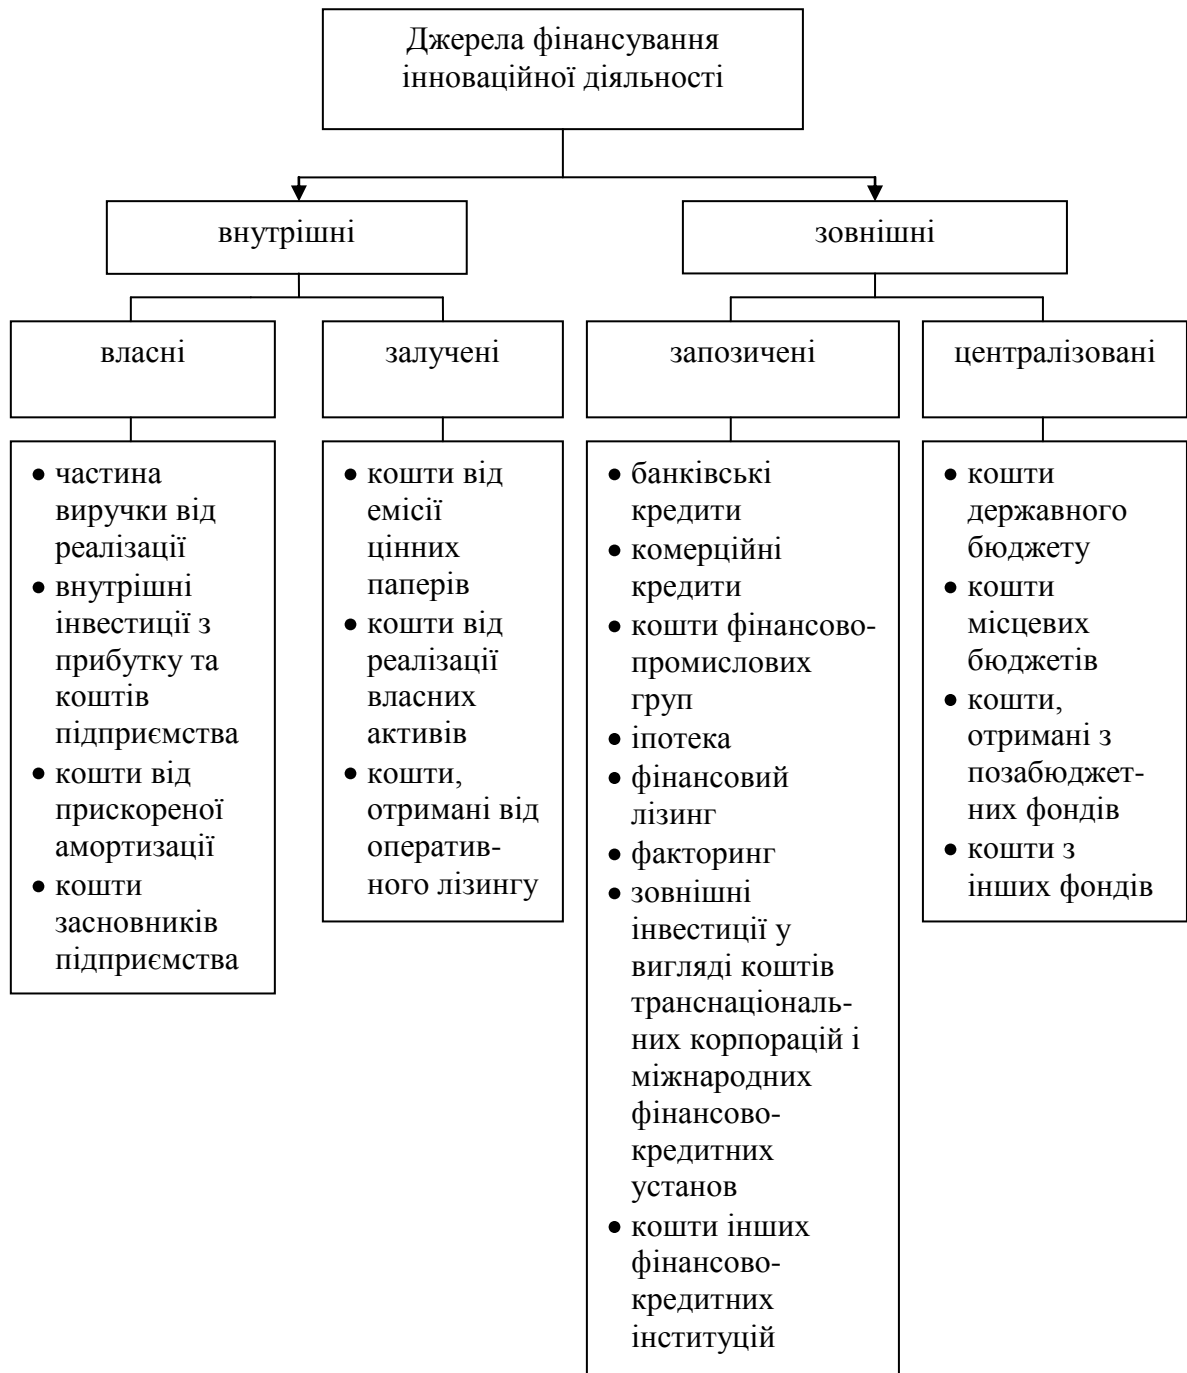 Джерела фінансування
інноваційної діяльності
внутрішні
зовнішні
власні
залучені
запозичені
централізовані
• частина
виручки від
реалізації
• внутрішні
інвестиції з
прибутку та
коштів
підприємства
• кошти від
прискореної
амортизації
• кошти
засновників
підприємства
• кошти від
емісії
цінних
паперів
• кошти від
реалізації
власних
активів
• кошти,
отримані від
оператив-
ного лізингу
• банківські
кредити
• комерційні
кредити
• кошти фінансово-
промислових
груп
• іпотека
• фінансовий
лізинг
• факторинг
• зовнішні
інвестиції у
вигляді коштів
транснаціональ-
них корпорацій і
міжнародних
фінансово-
кредитних
установ
• кошти інших
фінансово-
кредитних
інституцій
• кошти
державного
бюджету
• кошти
місцевих
бюджетів
• кошти,
отримані з
позабюджет-
них фондів
• кошти з
інших фондів